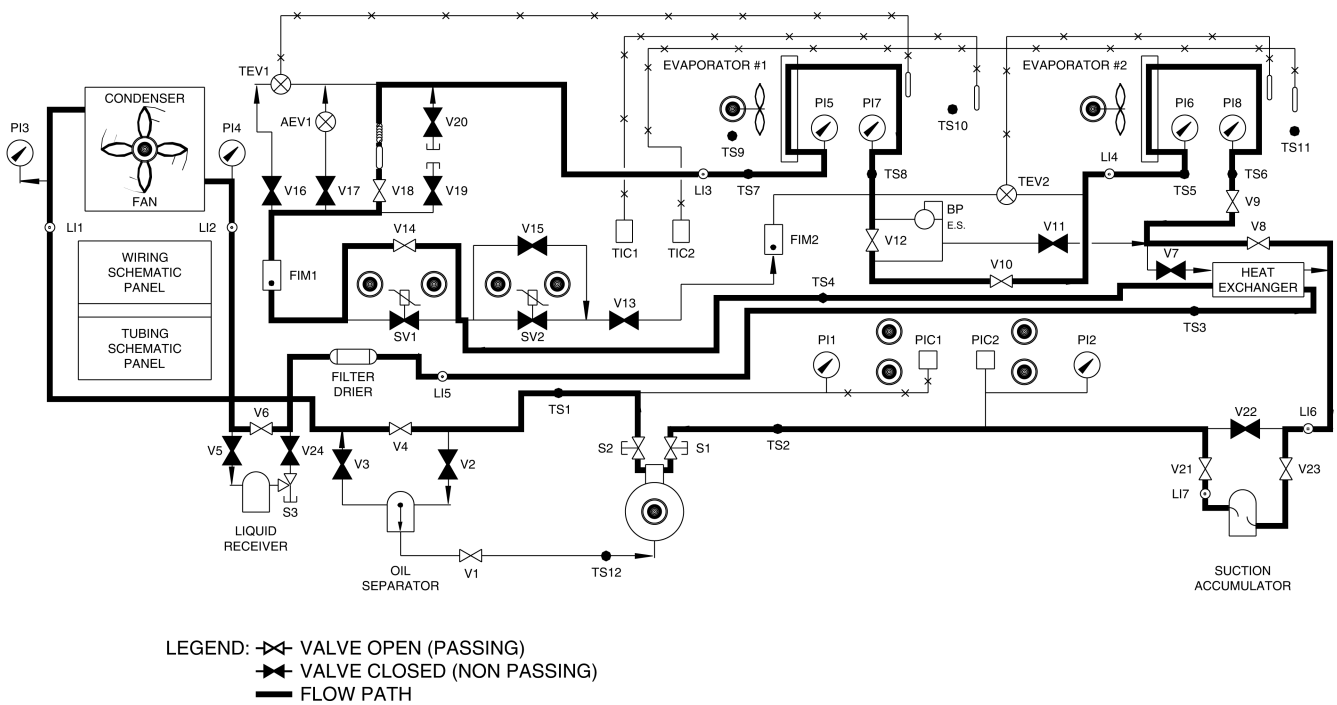 TEV1
EVAPORATOR #1
EVAPORATOR #2
CONDENSER
FAN
PI3
PI4
AEV1
V20
PI5
PI7
TS9
TS10
PI6
PI8
TS11
V16
V17
V18
V19
LI3
TS7
TS8
TEV2
LI4
TS5
TS6
V9
LI1
LI2
V14
V15
TIC1
TIC2
FIM2
V12
BP
E.S.
V11
V8
V7
WIRING
SCHEMATIC
PANEL
FIM1
V10
TS4
HEAT
EXCHANGER
TUBING
SCHEMATIC
PANEL
SV1
SV2
V13
TS3
FILTER
DRIER
LI5
PI1
PIC1
PIC2
PI2
V6
TS1
V5
V24
V3
V4
V2
S2
S1
TS2
V22
LI6
V21
V23
LI7
S3
LIQUID
RECEIVER
V1
TS12
OIL
SEPARATOR
SUCTION
ACCUMULATOR
LEGEND: VALVE OPEN (PASSING)
VALVE CLOSED (NON PASSING)
FLOW PATH